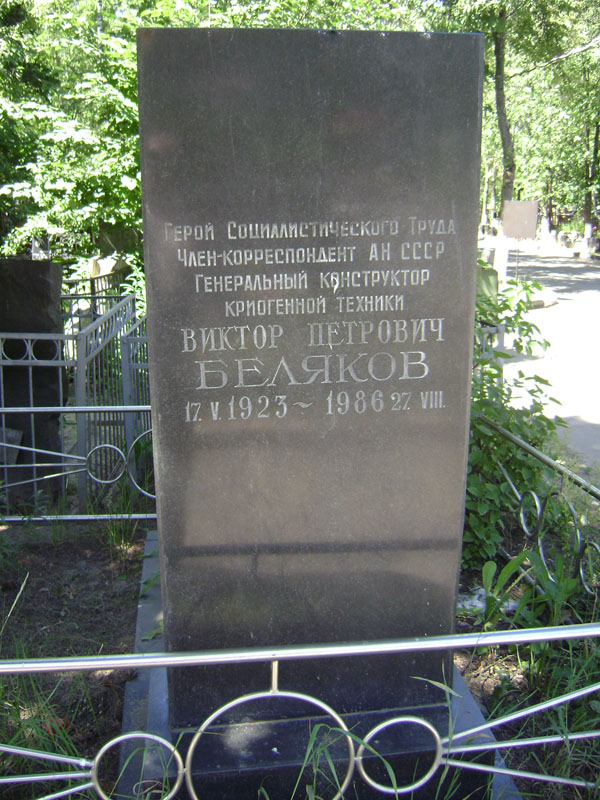 Герой Социалистического Труда
Член-корреспондент АН СССР
Генеральный конструктор
криогенной техники
ВИКТОР ПЕТРОВИЧ
БЕЛЯКОВ
17. V. 1923 ~ 1986 27. VIII.